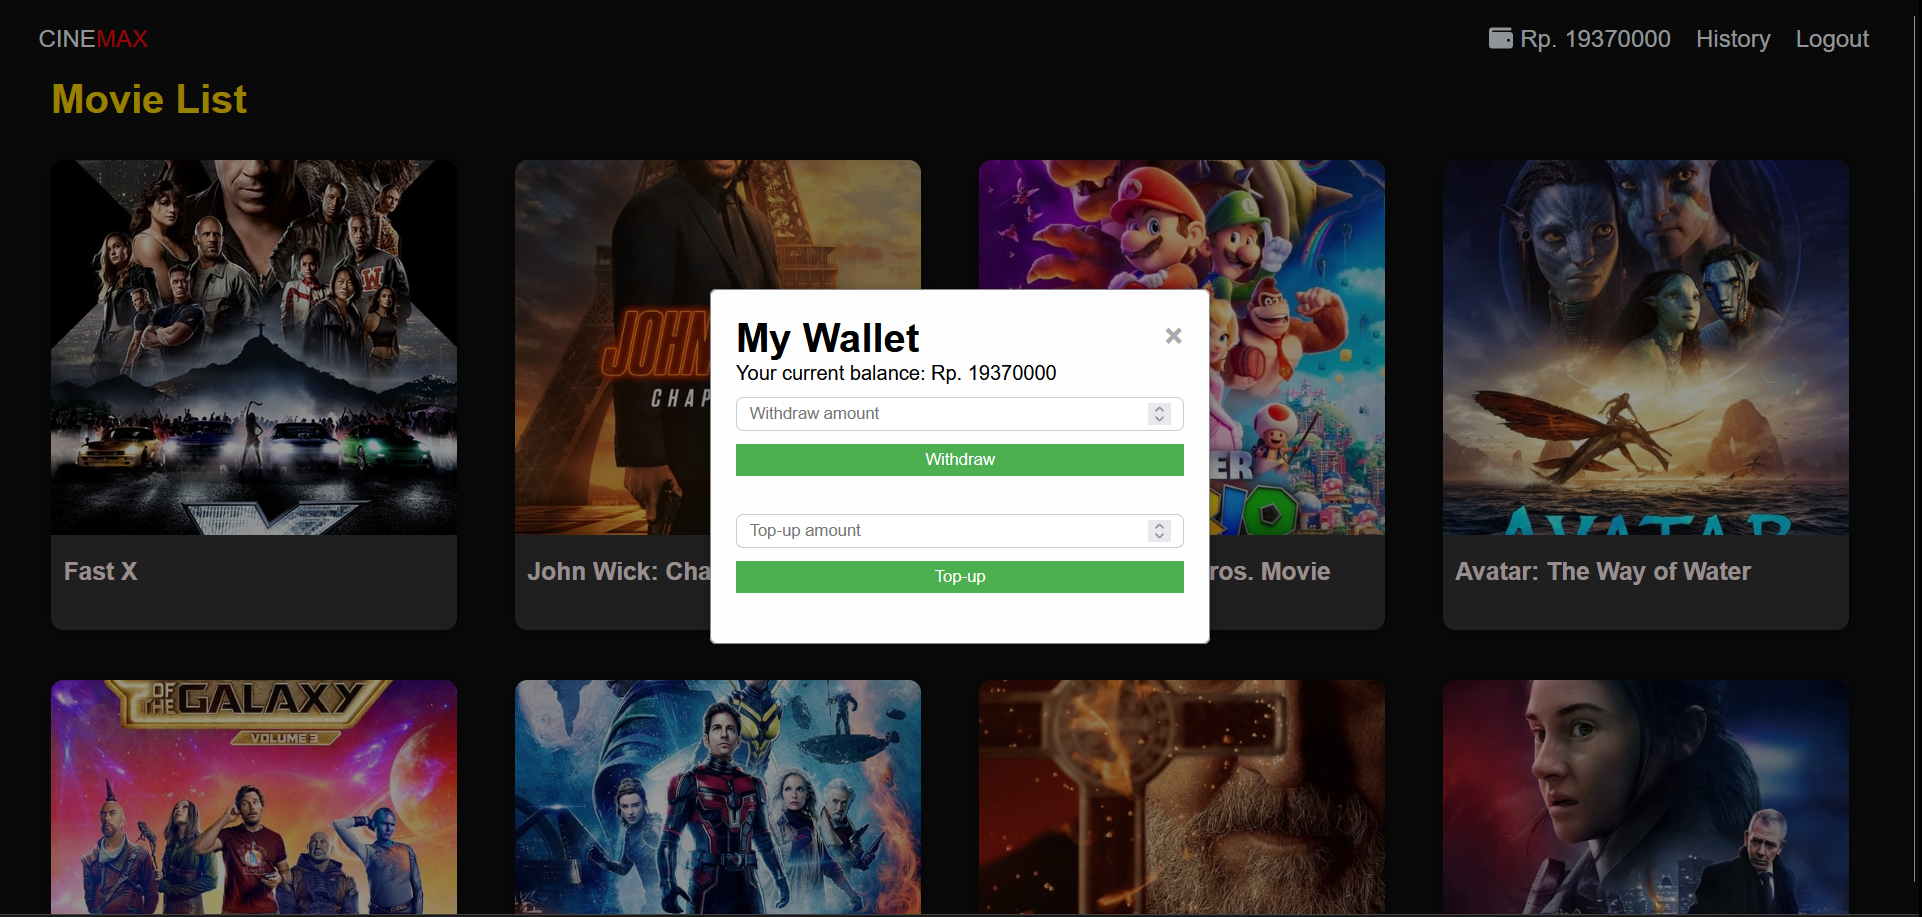 CINEMAX
Rp. 19370000 History Logout
Movie List
W
JOHN
CHAP
My Wallet
×
Your current balance: Rp. 19370000
Withdraw amount
Withdraw
Top-up amount
Top-up
ER
RIO
AVATAR
Fast X
John Wick: Cha
ros. Movie
Avatar: The Way of Water
OF
THE GALAXY
VOLUME 3